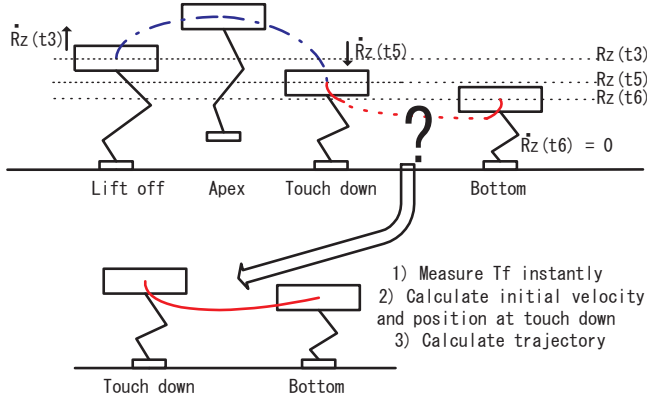 Ṙz(t3)
Ṙz(t5)
Rz(t3)
Rz(t5)
Rz(t6)
?
Ṙz(t6) = 0
Lift off
Apex
Touch down
Bottom
1) Measure Tf instantly
2) Calculate initial velocity
and position at touch down
3) Calculate trajectory
Touch down
Bottom